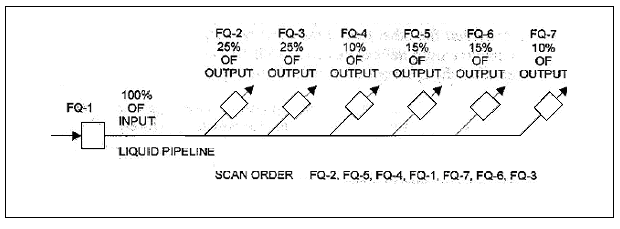 FQ-2 FQ-3 FQ-4 FQ-5 FQ-6 FQ-7
25% 25% 10% 15% 15% 10%
OF OF OF OF OF OF
OUTPUT OUTPUT OUTPUT OUTPUT OUTPUT OUTPUT
FQ-1
100%
OF
INPUT
LIQUID PIPELINE
SCAN ORDER FQ-2, FQ-5, FQ-4, FQ-1, FQ-7, FQ-6, FQ-3